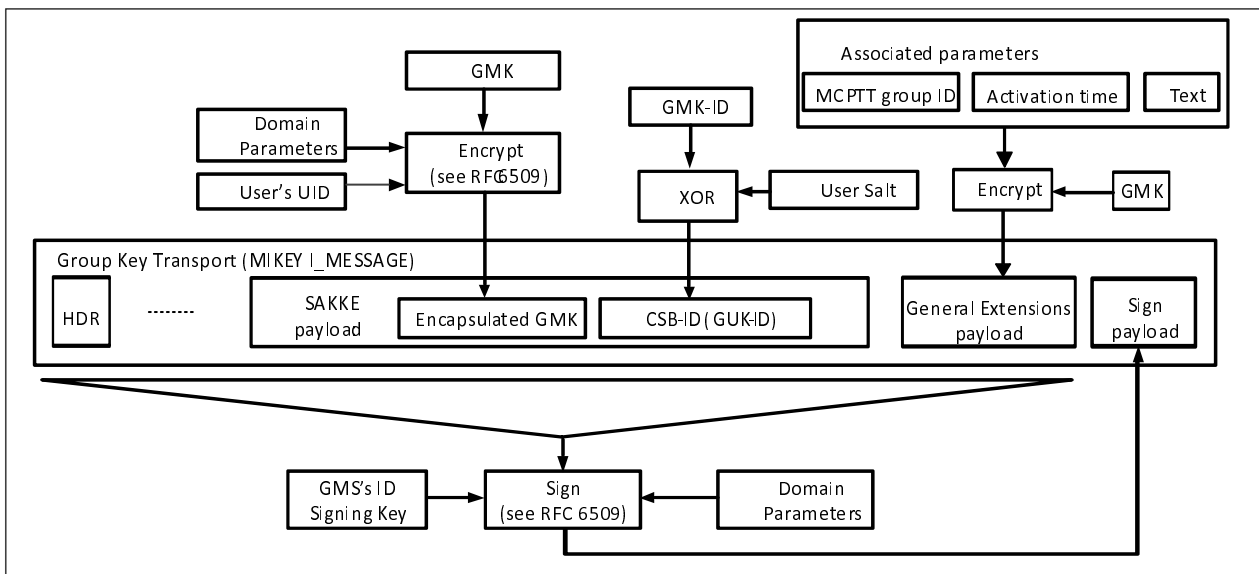 GMK
Domain
Parameters
User's UID
Encrypt
(see RFC6509)
GMK-ID
XOR
User Salt
Associated parameters
MCPTT group ID
Activation time
Text
Encrypt
GMK
Group Key Transport (MIKEY I_MESSAGE)
HDR
--------
SAKKE
payload
Encapsulated GMK
CSB-ID( GUK-ID)
General Extensions
payload
Sign
payload
GMS's ID
Signing Key
Sign
(see RFC 6509)
Domain
Parameters